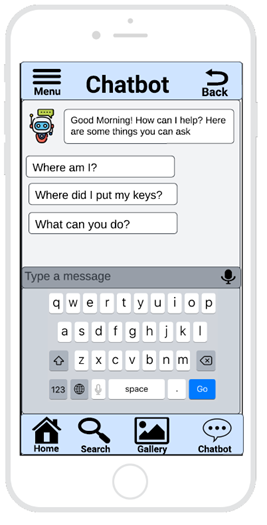 Chatbot
Menu
Back
Good Morning! How can I help? Here
are some things you can ask
Where am I?
Where did I put my keys?
What can you do?
Type a message
q w e r t y u i o p
a s d f g h j k l
z x c v b n m
123 space . Go
Home Search Gallery Chatbot